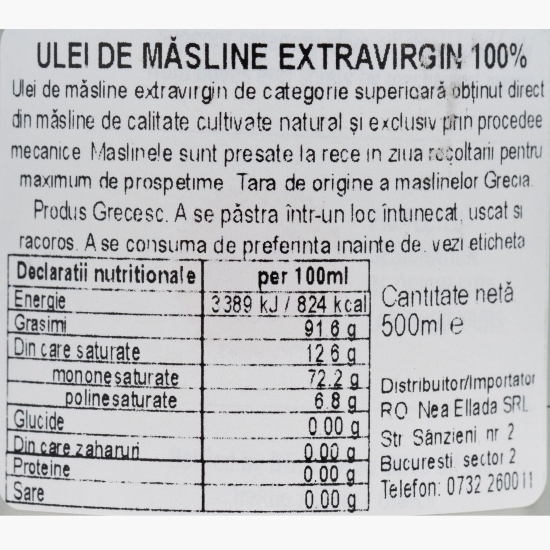 ULEI DE MĂSLINE EXTRAVIRGIN 100%
Ulei de măsline extravirgin de categorie superioară obținut direct
din măsline de calitate cultivate natural și exclusiv prin procedee
mecanice Maslinele sunt presate la rece in ziua recoltarii pentru
maximum de prospetime Tara de origine a maslinelor Grecia.
Produs Grecesc. A se păstra într-un loc întunecat, uscat si
racoros. A se consuma de preferinta inainte de. vezi eticheta
Declaratii nutritionale per 100ml
Energie 3389 kJ / 824 kcal
Grasimi 91 6 g
Din care saturate 12 6 g
mononesaturate 72.2 g
polinesaturate 6.8 g
Glucide 0 00 g
Din care zaharuri 0.00 g
Proteine 0.00 g
Sare 0.00 g
Cantitate netă
500ml e
Distribuitor/Importator
RO Nea Ellada SRL
Str Sânzieni nr 2
Bucuresti sector 2
Telefon: 0732 260011